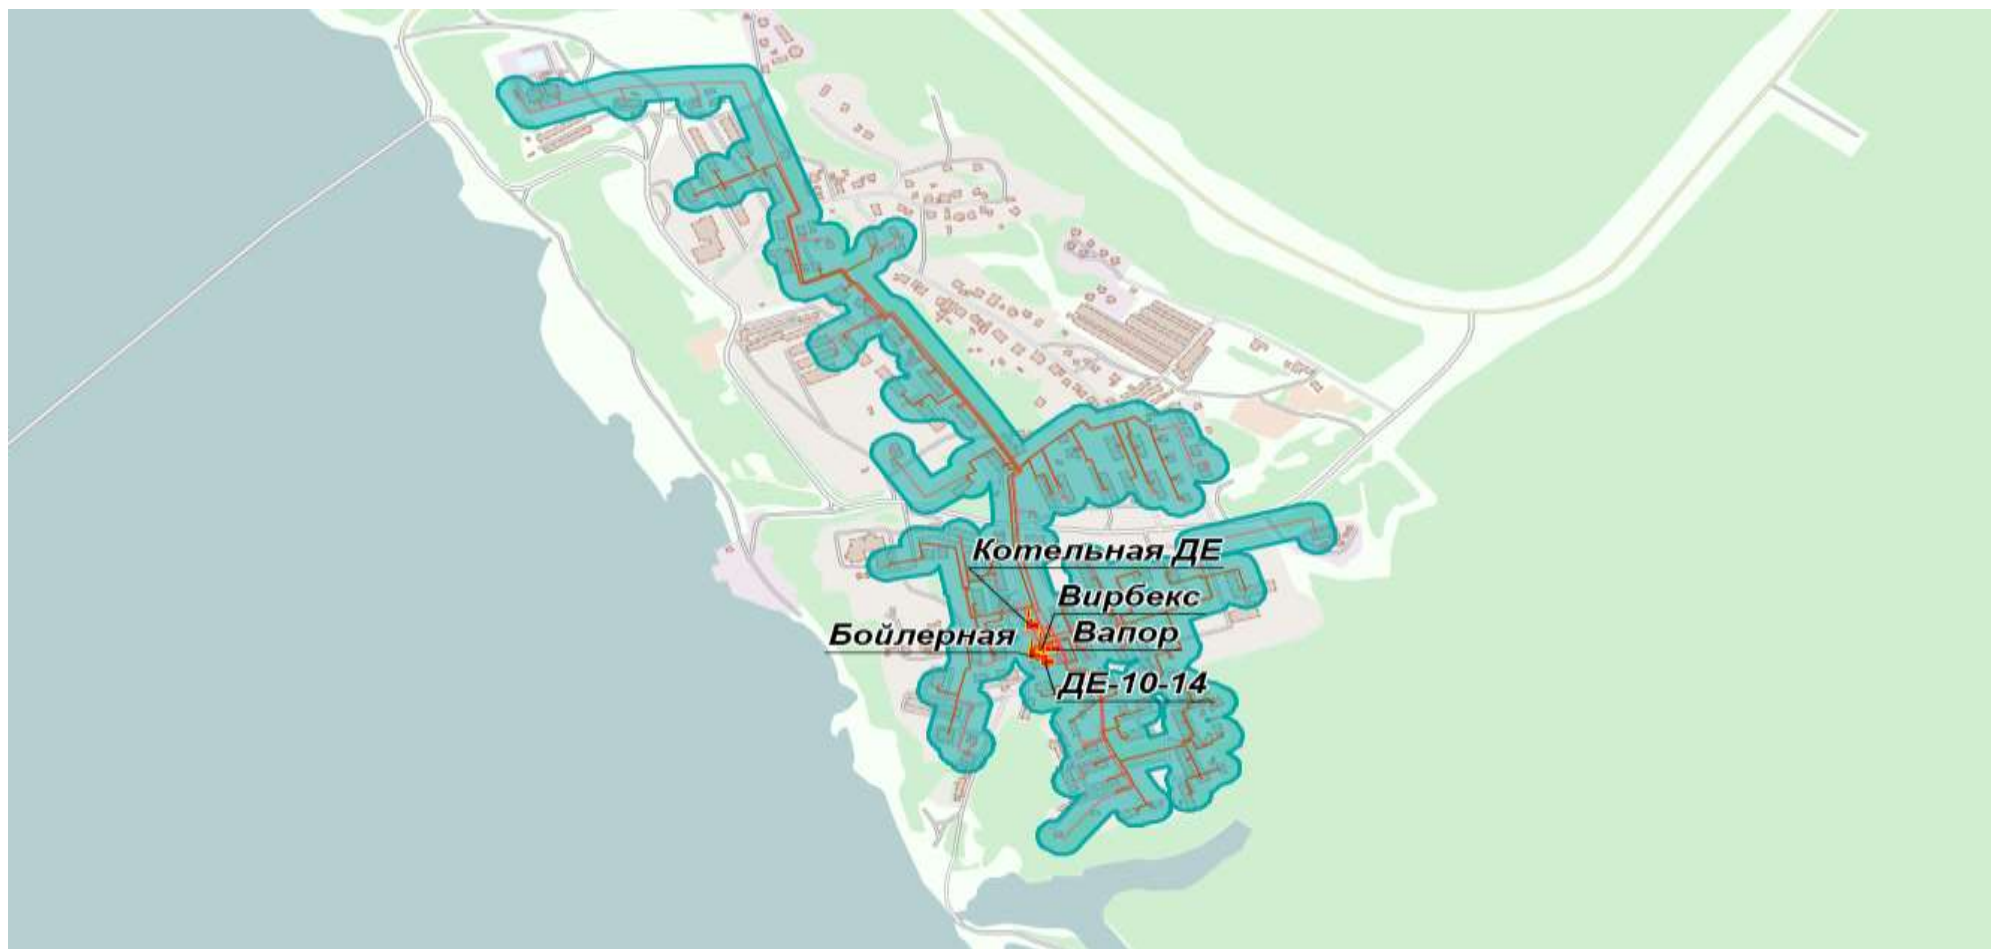 Котельная ДЕ
Вирбекс
Бойлерная
Вапор
ДЕ-10-14